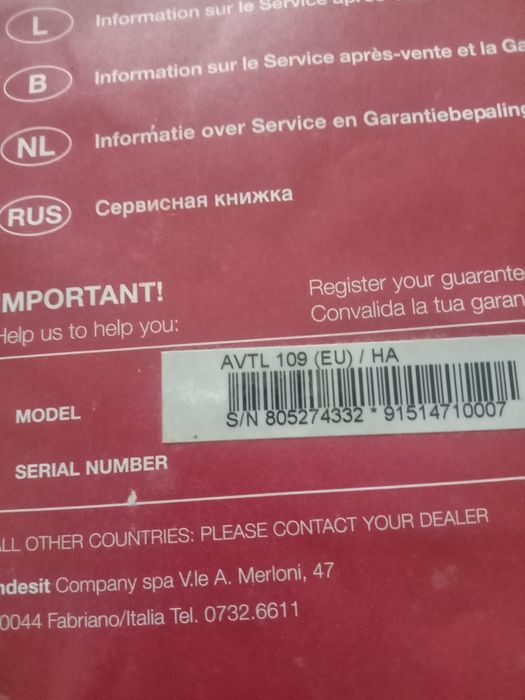 L Information sur le Service
B Information sur le Service après-vente et la
NL Informatie over Service en
RUS Сервисная книжка
MPORTANT!
Help us to help you:
Register your guarante
Convalida la tua garan
AVTL 109 (EU) / HA
MODEL
S/N 805274332 * 91514710007
SERIAL NUMBER
ALL OTHER COUNTRIES: PLEASE CONTACT YOUR DEALER
ndesit Company spa V.le A. Merloni, 47
0044 Fabriano/Italia Tel. 0732.6611